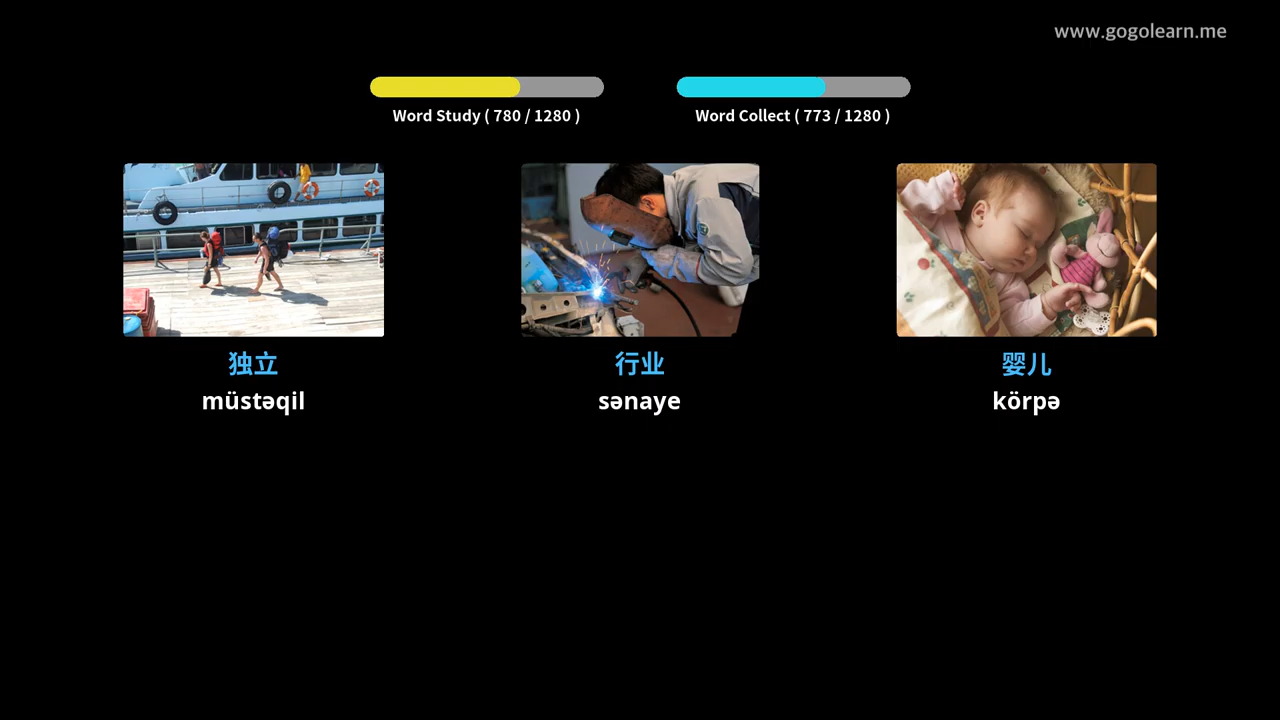 www.gogolearn.me
Word Study ( 780 / 1280 )
Word Collect ( 773 / 1280 )
独立
müstəqil
行业
sənaye
婴儿
körpə